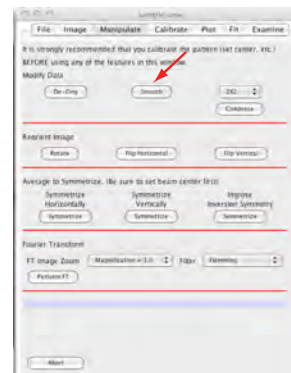 File Image Manipulate Calibrate Plot Fit Examine
It is strongly recommended that you calibrate the pattern (set center, etc.)
BEFORE using any of the features in this window.
Modify Data
De-Zing Smooth 2X2
Condense
Reorient Image
Rotate Flip Horizontal Flip Vertical
Average to Symmetrize. (Be sure to set beam center first)
Symmetrize Symmetrize Impose
Horizontally Vertically Inversion Symmetry
Symmetrize Symmetrize Symmetrize
Fourier Transform
FT Image Zoom Magnification = 1.0 Filter Hamming
Perform FT
Abort